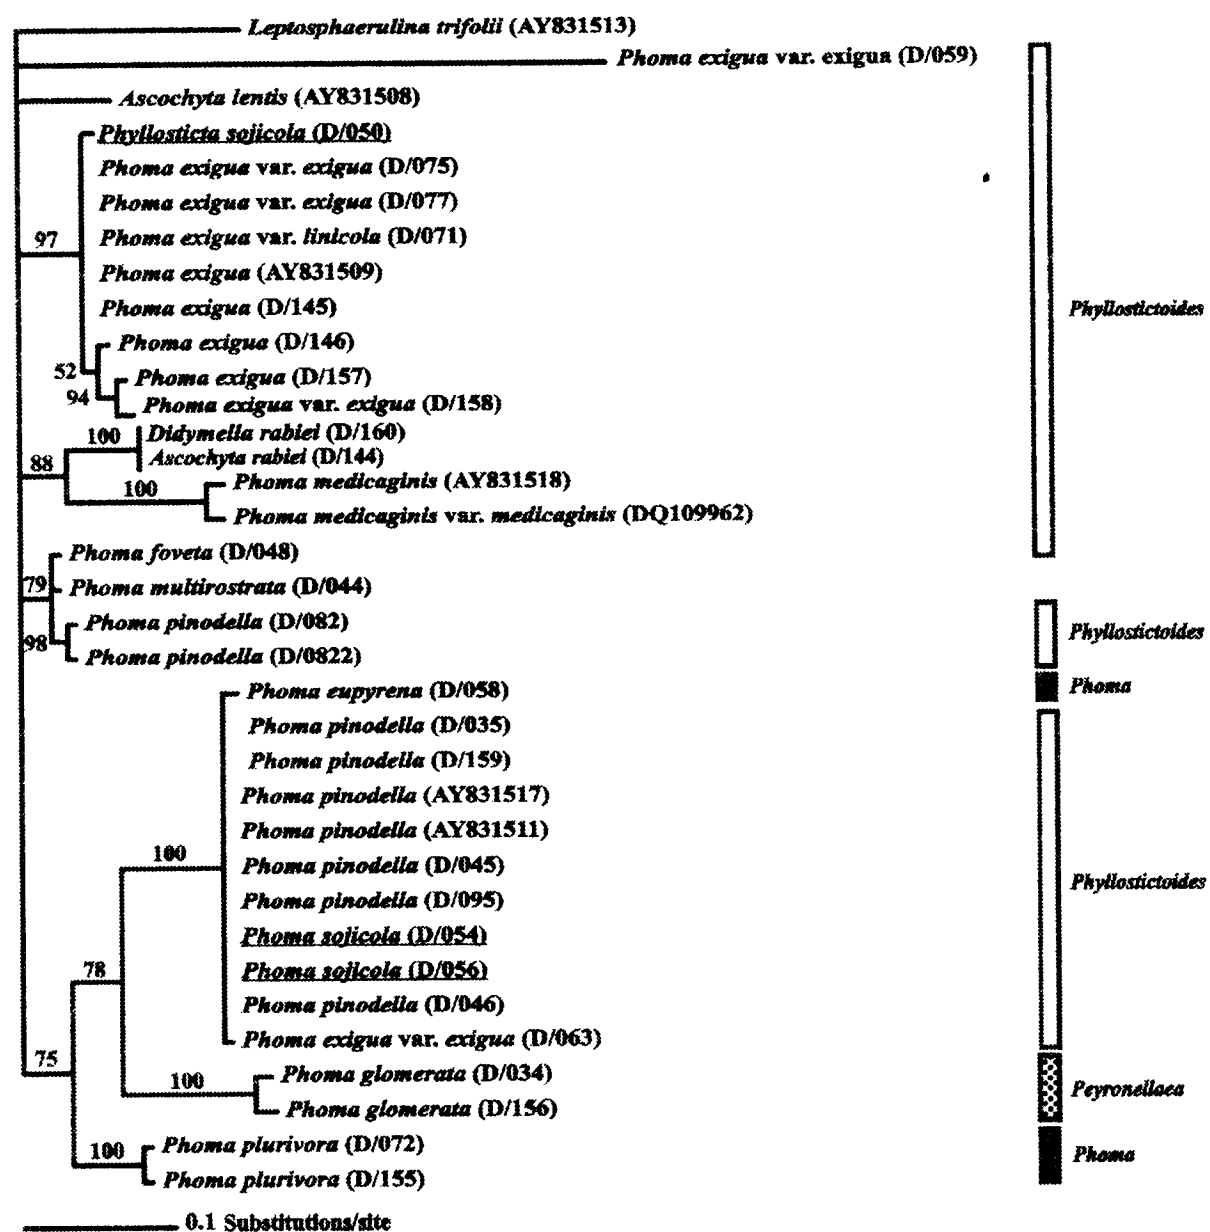 Leptosphaerulina trifolii (AY831513)
Phoma exigua var. exigua (D/059)
Ascochyta lentis (AY831508)
Phyllosticta sojicola (D/050)
Phoma exigua var. exigua (D/075)
Phoma exigua var. exigua (D/077)
97
Phoma exigua var. linicola (D/071)
Phoma exigua (AY831509)
Phoma exigua (D/145)
Phyllostictoides
Phoma exigua (D/146)
52
Phoma exigua (D/157)
94
Phoma exigua var. exigua (D/158)
100
Didymella rabiei (D/160)
Ascochyta rabiei (D/144)
88
100
Phoma medicaginis (AY831518)
Phoma medicaginis var. medicaginis (DQ109962)
Phoma foveta (D/048)
79
Phoma multirostrata (D/044)
Phoma pinodella (D/082)
Phyllostictoides
98
Phoma pinodella (D/0822)
Phoma eupyrena (D/058)
Phoma
Phoma pinodella (D/035)
Phoma pinodella (D/159)
Phoma pinodella (AY831517)
Phoma pinodella (AY831511)
100
Phoma pinodella (D/045)
Phyllostictoides
Phoma pinodella (D/095)
Phoma sojicola (D/054)
78
Phoma sojicola (D/056)
Phoma pinodella (D/046)
Phoma exigua var. exigua (D/063)
75
100
Phoma glomerata (D/034)
Peyronellaea
Phoma glomerata (D/156)
100
Phoma plurivora (D/072)
Phoma
Phoma plurivora (D/155)
0.1 Substitutions/site